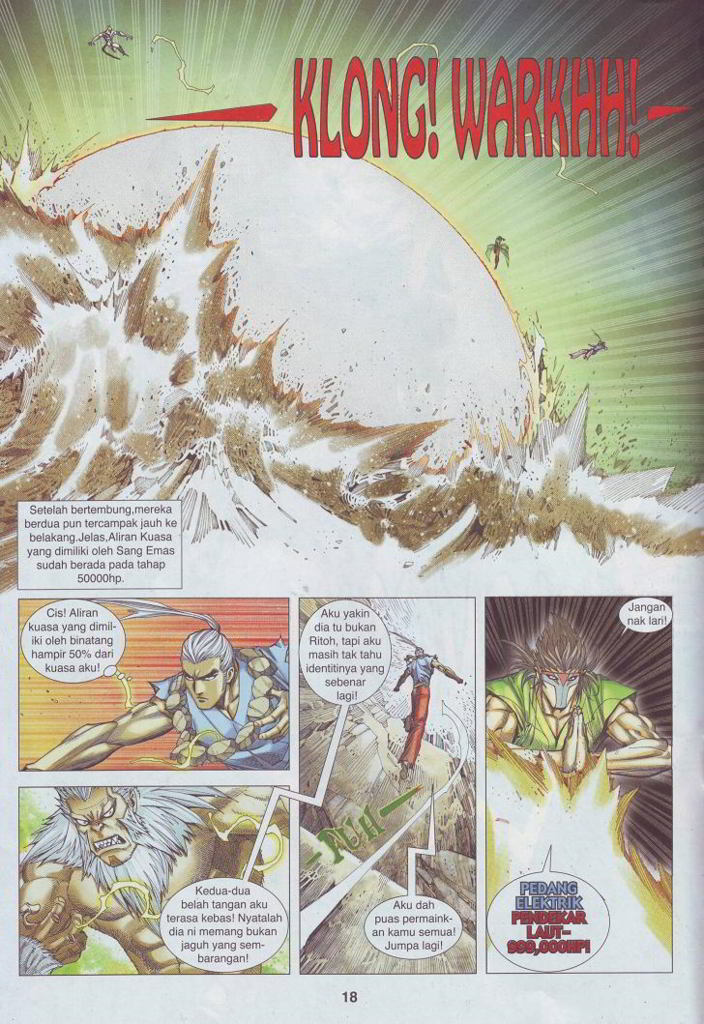 KLONG! WARKHH!
Setelah bertembung,mereka
berdua pun tercampak jauh ke
belakang.Jelas,Aliran Kuasa
yang dimiliki oleh Sang Emas
sudah berada pada tahap
50000hp.
Cis! Aliran
kuasa yang dimil-
iki oleh binatang
hampir 50% dari
kuasa aku!
Kedua-dua
belah tangan aku
terasa kebas! Nyatalah
dia ni memang bukan
jaguh yang sem-
barangan!
Aku yakin
dia tu bukan
Ritoh, tapi aku
masih tak tahu
identitinya yang
sebenar
lagi!
FUH
Aku dah
puas permaink-
an kamu semua!
Jumpa lagi!
Jangan
nak lari!
PEDANG
ELEKTRIK
PENDEKAR
LAUT-
999,000HP!
18